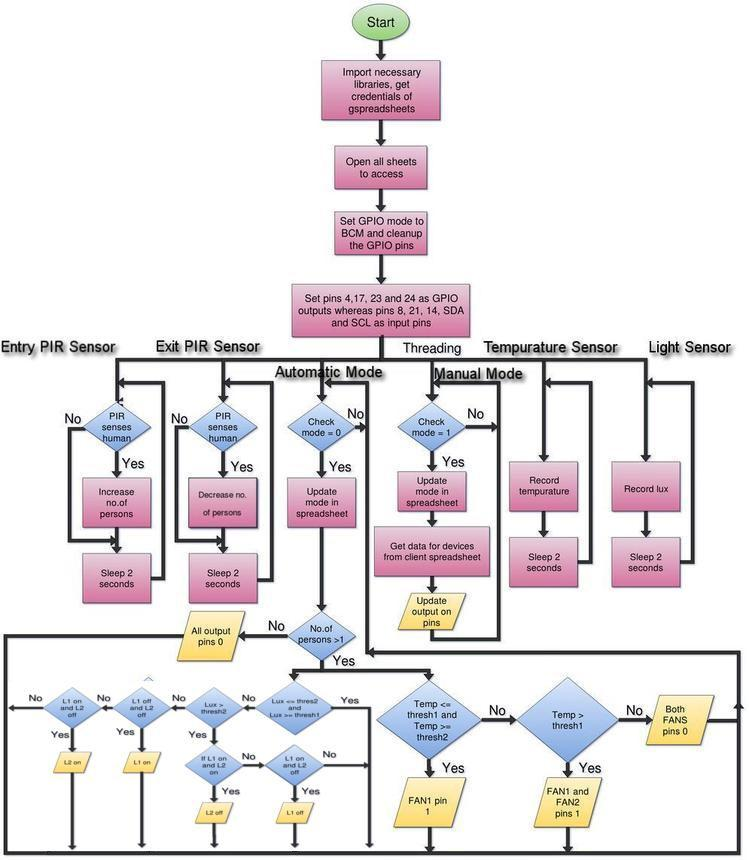 Start
Import necessary
libraries, get
credentials of
gspreadsheets
Open all sheets
to access
Set GPIO mode to
BCM and cleanup
the GPIO pins
Set pins 4,17, 23 and 24 as GPIO
outputs whereas pins 8, 21, 14, SDA
and SCL as input pins
Entry PIR Sensor
Exit PIR Sensor
Threading
Tempurature Sensor
Light Sensor
Automatic Mode
Manual Mode
No
PIR
senses
human
Yes
Increase
no.of
persons
Sleep 2
seconds
No
PIR
senses
human
Yes
Decrease no.
of persons
Sleep 2
seconds
Check
mode = 0
No
Yes
Update
mode in
spreadsheet
Check
mode = 1
No
Yes
Update
mode in
spreadsheet
Get data for devices
from client spreadsheet
Update
output on
pins
Record
tempurature
Sleep 2
seconds
Record lux
Sleep 2
seconds
All output
pins 0
No
No.of
persons >1
Yes
No
L1 on
and L2
off
No
L1 off
and L2
off
No
Lux >
thresh2
No
Lux <= thres2
and
Lux >= thresh1
Yes
Yes
L2 on
Yes
L1 on
Yes
If L1 on
and L2
on
No
L1 on
and L2
off
No
Yes
L2 off
Yes
L1 off
Temp <=
thresh1 and
Temp >=
thresh2
No
Temp >
thresh1
No
Both
FANS
pins 0
Yes
FAN1 pin
1
Yes
FAN1 and
FAN2
pins 1